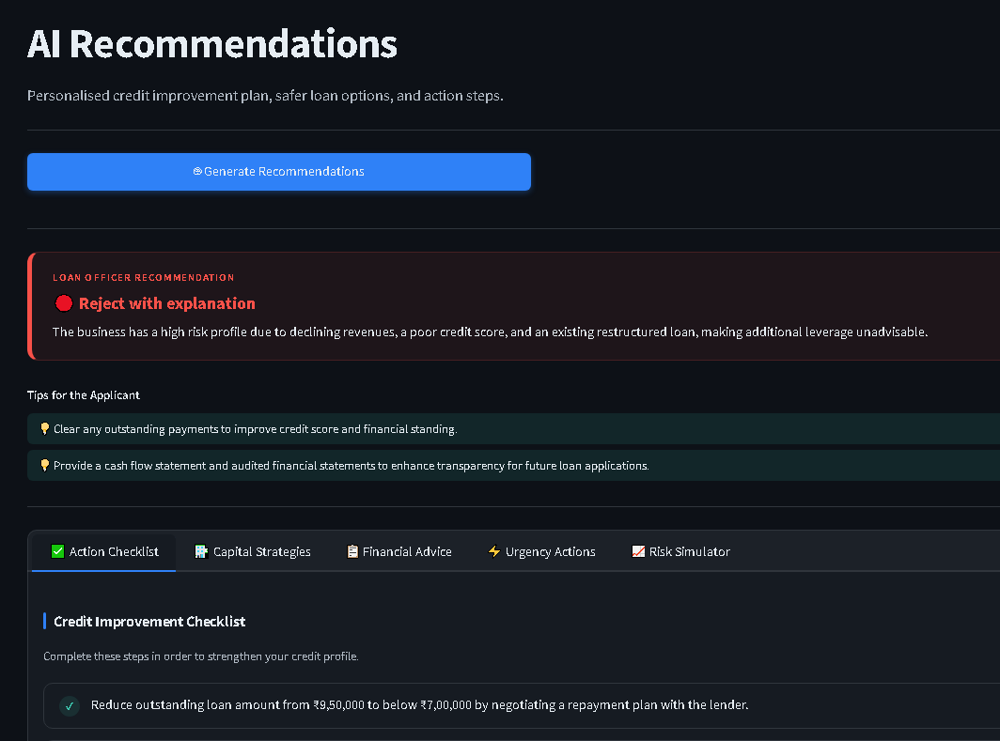 AI Recommendations
Personalised credit improvement plan, safer loan options, and action steps.
Generate Recommendations
LOAN OFFICER RECOMMENDATION
Reject with explanation
The business has a high risk profile due to declining revenues, a poor credit score, and an existing restructured loan, making additional leverage unadvisable.
Tips for the Applicant
Clear any outstanding payments to improve credit score and financial standing.
Provide a cash flow statement and audited financial statements to enhance transparency for future loan applications.
Action Checklist Capital Strategies Financial Advice Urgency Actions Risk Simulator
Credit Improvement Checklist
Complete these steps in order to strengthen your credit profile.
Reduce outstanding loan amount from ₹9,50,000 to below ₹7,00,000 by negotiating a repayment plan with the lender.